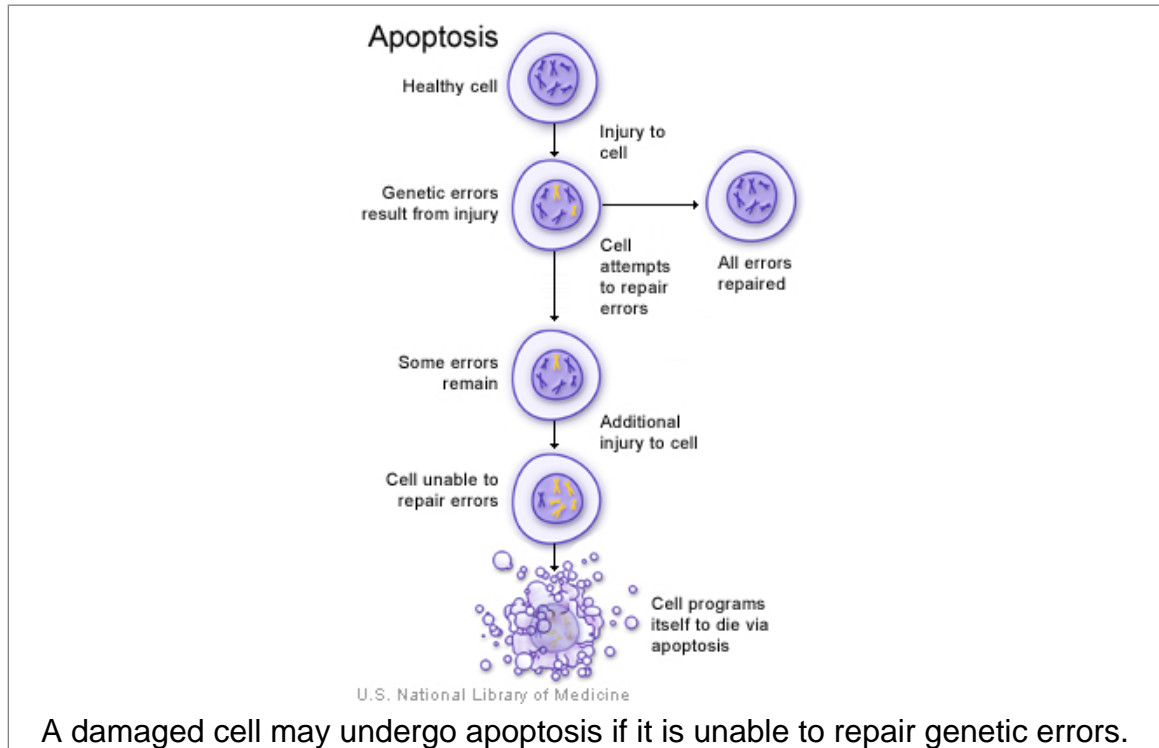 Apoptosis
Healthy cell
Injury to
cell
Genetic errors
result from injury
Cell
attempts
to repair
errors
All errors
repaired
Some errors
remain
Additional
injury to cell
Cell unable to
repair errors
Cell programs
itself to die via
apoptosis
U.S. National Library of Medicine
A damaged cell may undergo apoptosis if it is unable to repair genetic errors.